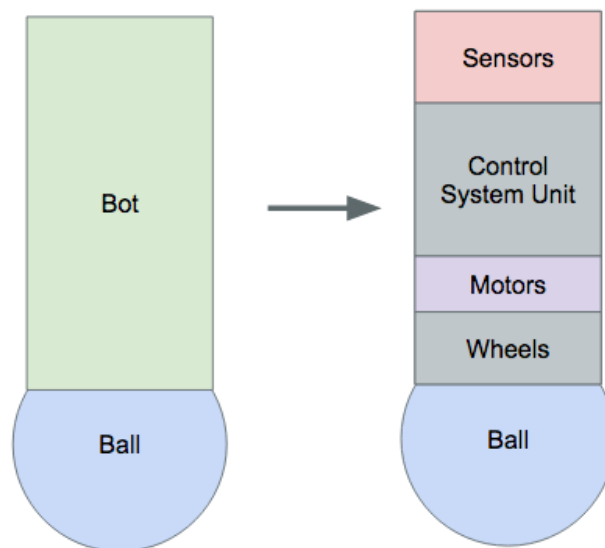 Bot
Ball
Sensors
Control
System Unit
Motors
Wheels
Ball